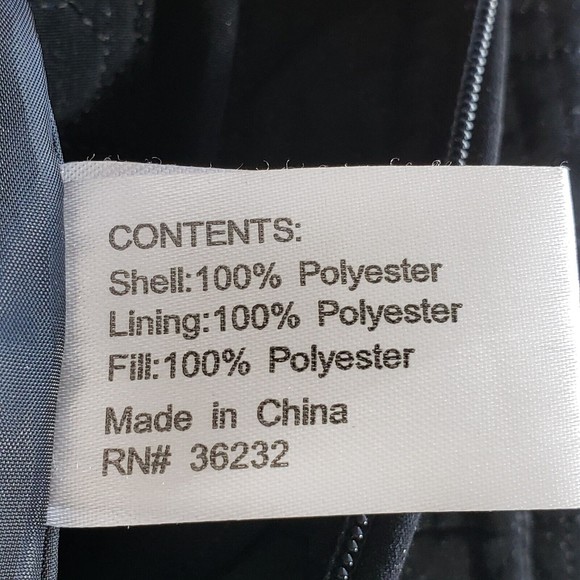 CONTENTS:
Shell:100% Polyester
Lining:100% Polyester
Fill:100% Polyester
Made in China
RN# 36232